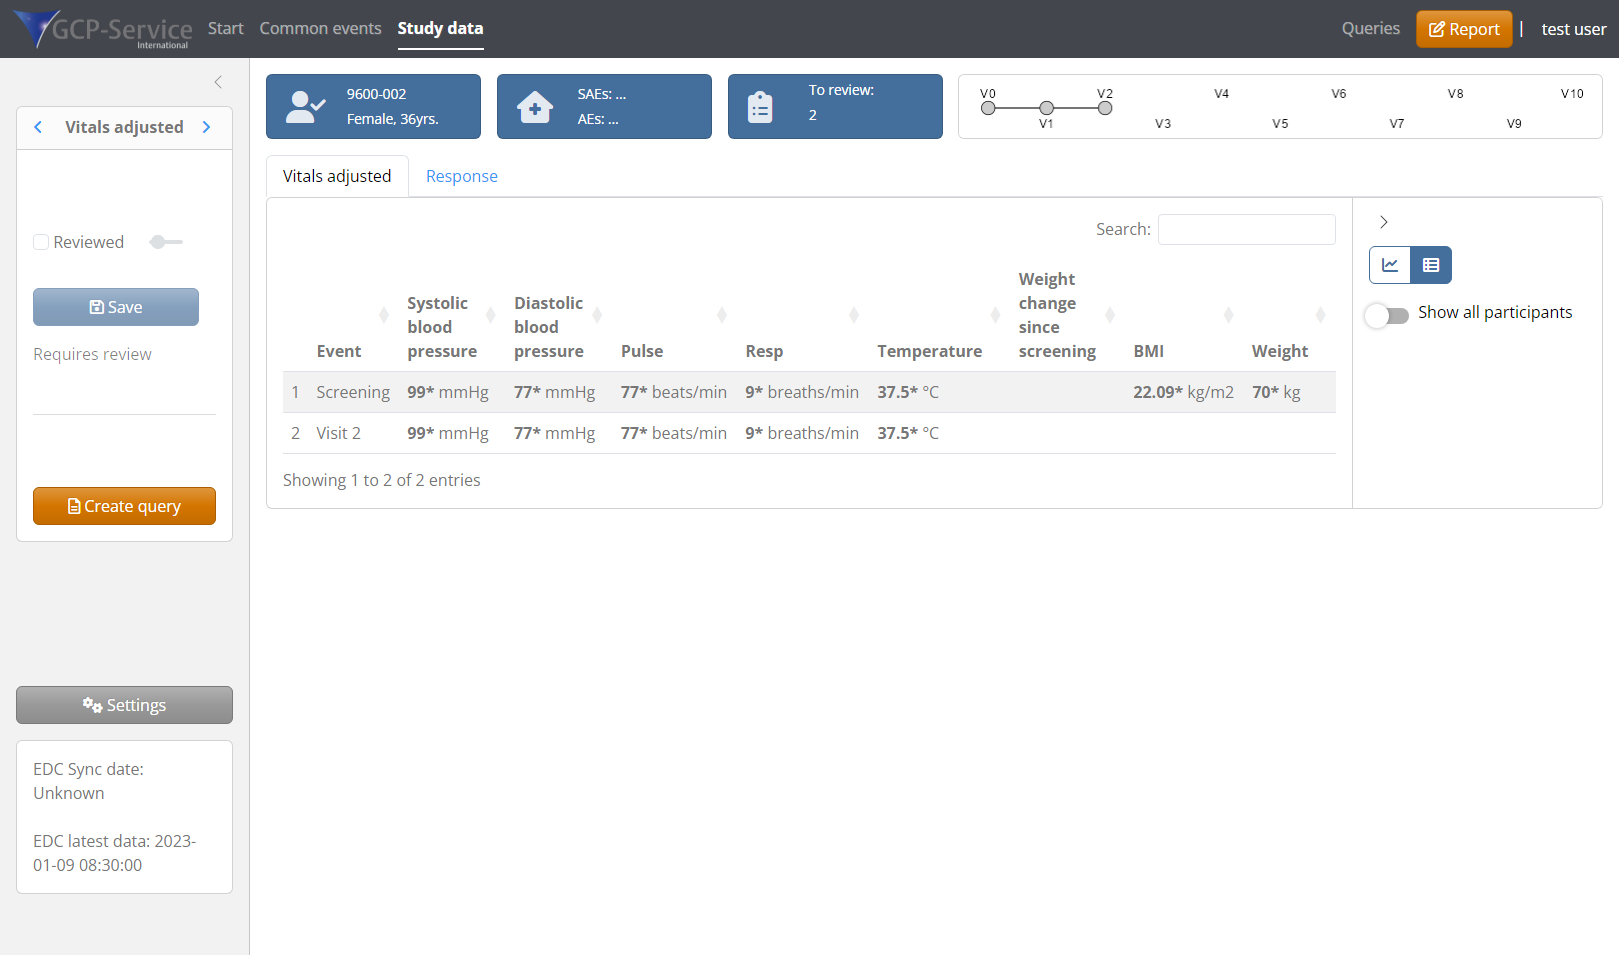 GCP-Service
International
Start
Common events
Study data
Queries
Report
|
test user
Vitals adjusted
Reviewed
Save
Requires review
Create query
Settings
EDC Sync date:
Unknown
EDC latest data: 2023-
01-09 08:30:00
9600-002
Female, 36yrs.
SAEs: ...
AEs: ...
To review:
2
V0
V2
V4
V6
V8
V10
V1
V3
V5
V7
V9
Vitals adjusted
Response
Search:
Event
Systolic
blood
pressure
Diastolic
blood
pressure
Pulse
Resp
Temperature
Weight
change
since
screening
BMI
Weight
1 Screening 99* mmHg 77* mmHg 77* beats/min 9* breaths/min 37.5* °C 22.09* kg/m2 70* kg
2 Visit 2 99* mmHg 77* mmHg 77* beats/min 9* breaths/min 37.5* °C
Showing 1 to 2 of 2 entries
Show all participants